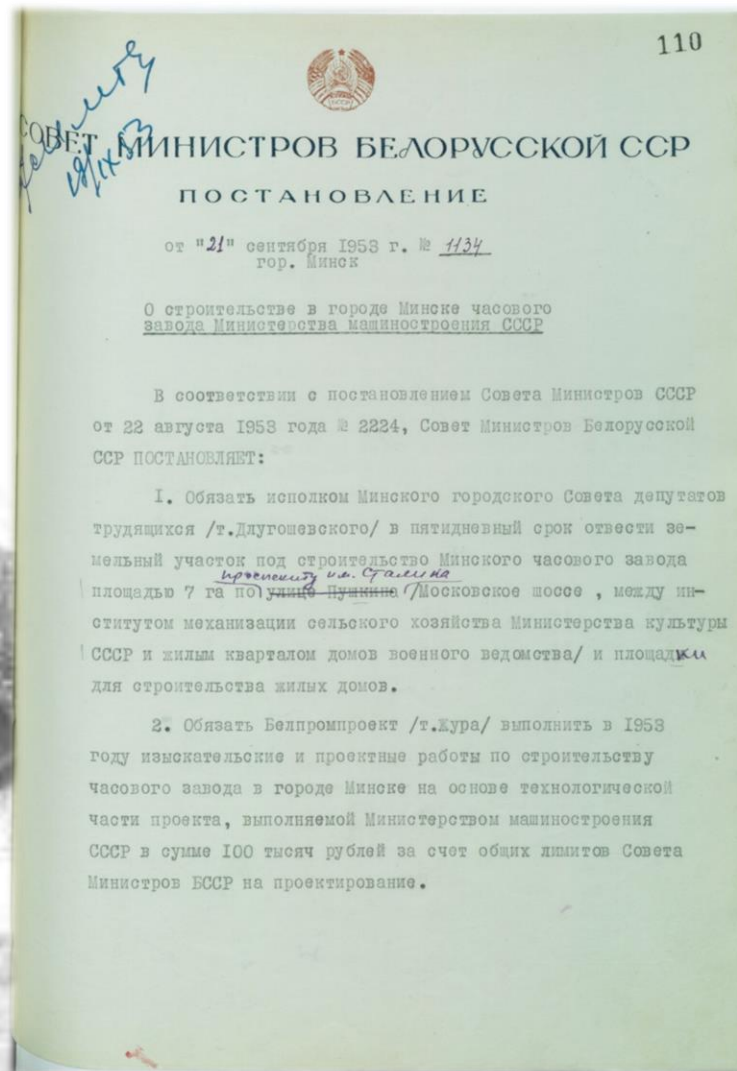 110
СОВЕТ МИНИСТРОВ БЕЛОРУССКОЙ ССР
ПОСТАНОВЛЕНИЕ
от "21" сентября 1953 г. № 1134
гор. Минск
О строительстве в городе Минске часового
завода Министерства машиностроения СССР
В соответствии с постановлением Совета Министров СССР
от 22 августа 1953 года № 2224, Совет Министров Белорусской
ССР ПОСТАНОВЛЯЕТ:
I. Обязать исполком Минского городского Совета депутатов
трудящихся /т.Длугошевского/ в пятидневный срок отвести зе-
мельный участок под строительство Минского часового завода
проспекту им. Сталина
площадью 7 га по улице Пушкина /Московское шоссе , между ин-
ститутом механизации сельского хозяйства Министерства культуры
СССР и жилым кварталом домов военного ведомства/ и площадки
для строительства жилых домов.
2. Обязать Белпромпроект /т.Жура/ выполнить в 1953
году изыскательские и проектные работы по строительству
часового завода в городе Минске на основе технологической
части проекта, выполняемой Министерством машиностроения
СССР в сумме 100 тысяч рублей за счет общих лимитов Совета
Министров БССР на проектирование.